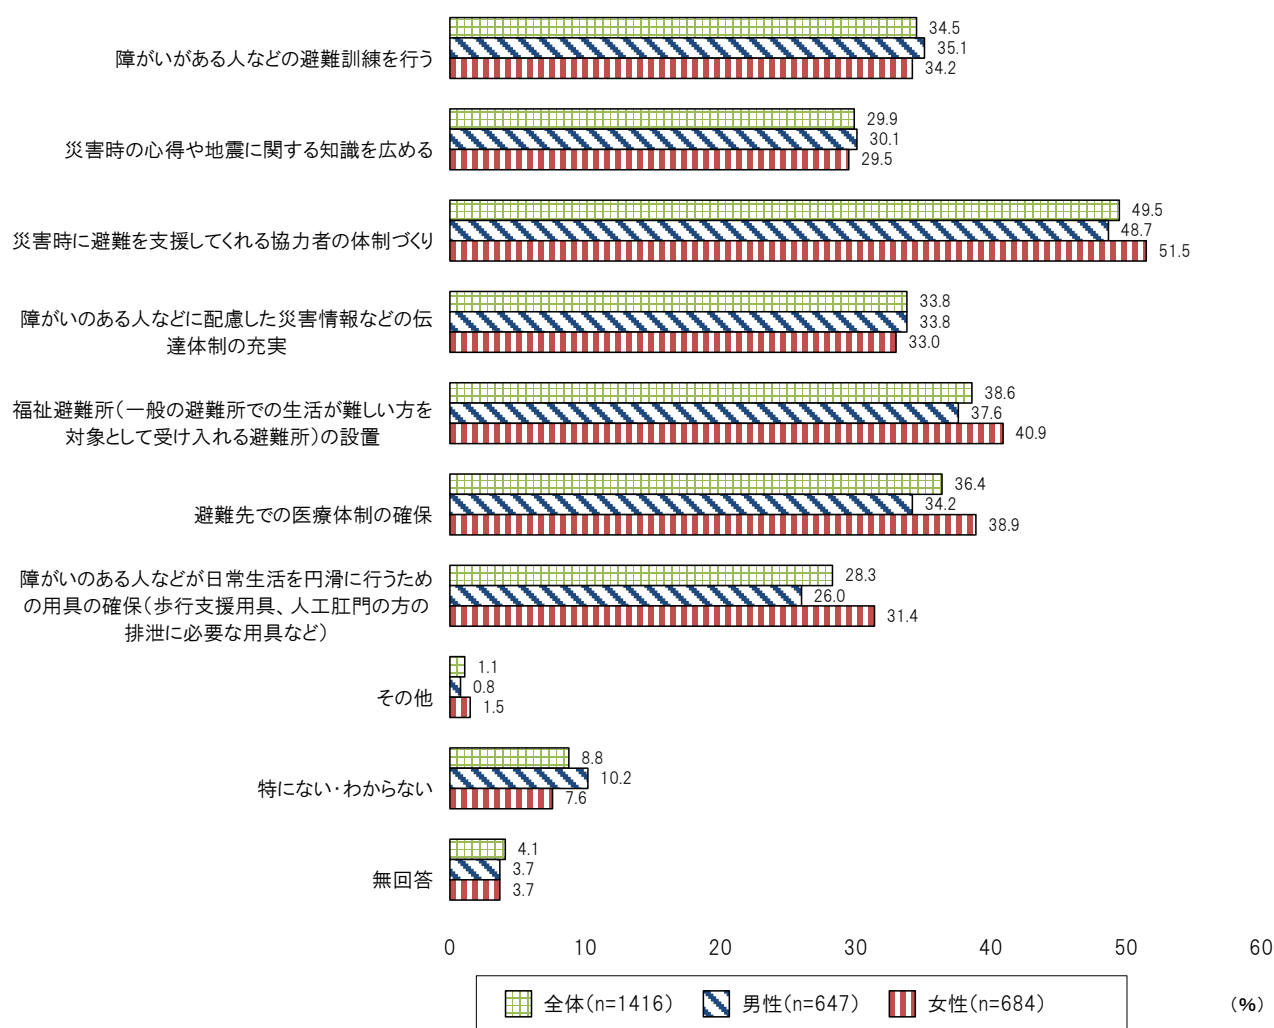 34.5
障がいがある人などの避難訓練を行う
35.1
34.2
29.9
災害時の心得や地震に関する知識を広める
30.1
29.5
49.5
災害時に避難を支援してくれる協力者の体制づくり
48.7
51.5
33.8
障がいのある人などに配慮した災害情報などの伝
達体制の充実
33.8
33.0
38.6
福祉避難所(一般の避難所での生活が難しい方を
対象として受け入れる避難所)の設置
37.6
40.9
36.4
避難先での医療体制の確保
34.2
38.9
28.3
障がいのある人などが日常生活を円滑に行うため
の用具の確保(歩行支援用具、人工肛門の方の
排泄に必要な用具など)
26.0
31.4
1.1
その他
0.8
1.5
8.8
特にない・わからない
10.2
7.6
4.1
無回答
3.7
3.7
0 10 20 30 40 50 60
全体(n=1416) 男性(n=647) 女性(n=684)
(%)